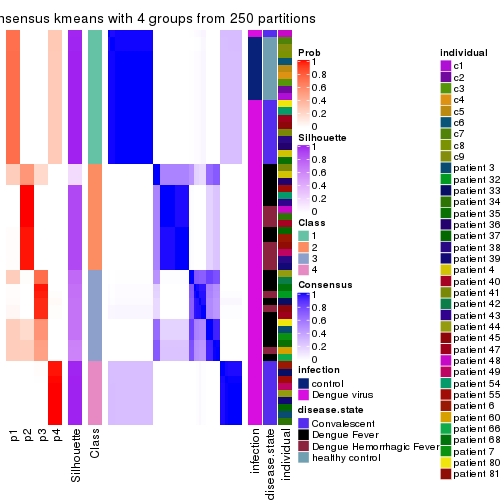 nsensus kmeans with 4 groups from 250 partitions
Prob
1
0.8
0.6
0.4
0.2
0
Silhouette
1
0.8
0.6
0.4
0.2
0
Class
1
2
3
4
Consensus
1
0.8
0.6
0.4
0.2
0
infection
control
Dengue virus
disease.state
Convalescent
Dengue Fever
Dengue Hemorrhagic Fever
healthy control
individual
c1
c2
c3
c4
c5
c6
c7
c8
c9
patient 3
patient 32
patient 33
patient 34
patient 35
patient 36
patient 37
patient 38
patient 39
patient 4
patient 40
patient 41
patient 42
patient 43
patient 44
patient 45
patient 47
patient 48
patient 49
patient 54
patient 55
patient 6
patient 60
patient 66
patient 68
patient 7
patient 80
patient 81
p1
p2
p3
p4
Silhouette
Class
infection
disease.state
individual